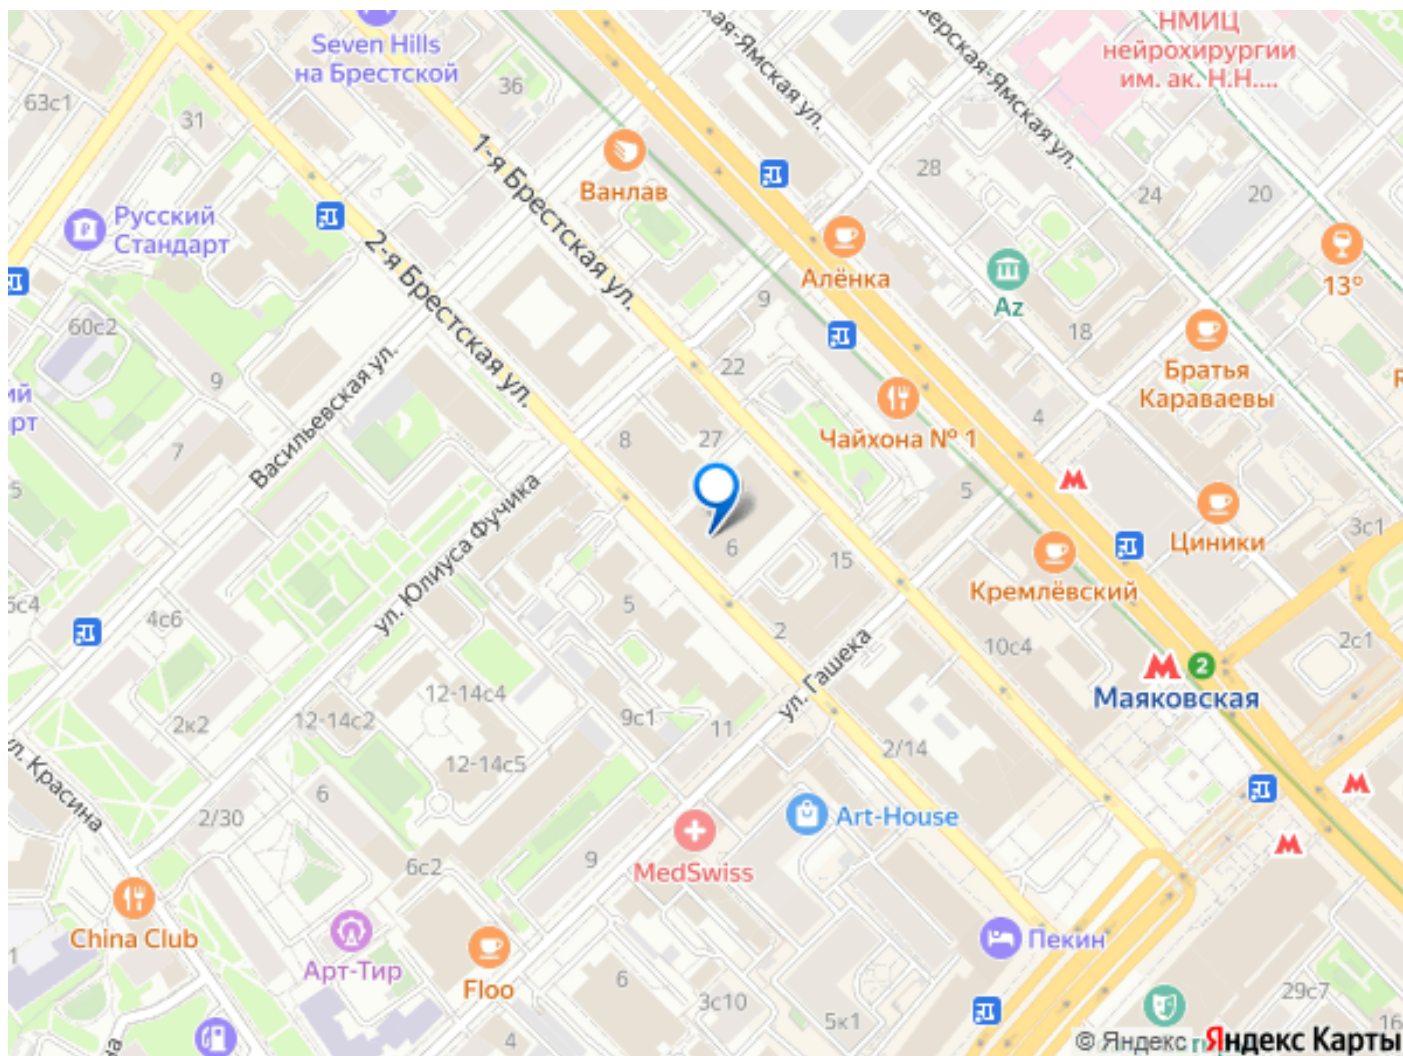 Seven Hills
на Брестской
НМИЦ
нейрохирургии
им. ак. Н.Н....
63с1
36
31
1-я Брестская ул.
2-я Брестская ул.
Ванлав
28
24
20
Русский
Стандарт
Алёнка
Az
13°
60с2
9
9
18
22
Братья
Караваевы
Васильевская ул.
7
8
27
4
Чайхона № 1
5
5
ул. Юлиуса Фучика
6
15
Циники
3с1
Кремлёвский
4с6
5
2
ул. Гашека
10с4
2с1
2
Маяковская
2к2
12-14с4
12-14с2
9с1
11
2/14
12-14с5
6
2/30
Красина
Art-House
MedSwiss
6с2
9
China Club
Арт-Тир
Floo
Пекин
6
3с10
5к1
29с7
4
16
1
© Яндекс
Яндекс Карты